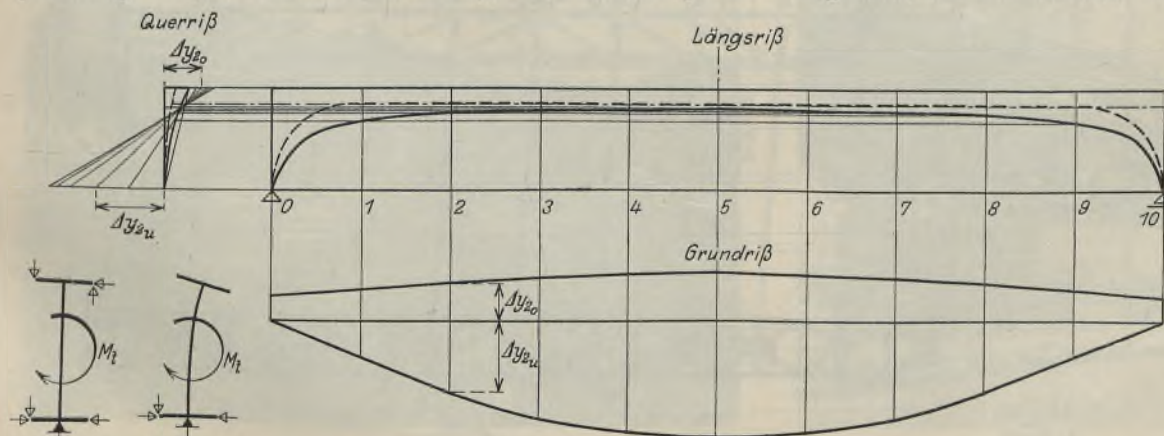 Querriß
Δy₂ₒ
Längsriß
Δy₂ᵤ
0 1 2 3 4 5 6 7 8 9 10
Grundriß
Δy₂ₒ
Δy₂ᵤ
Mₜ
Mₜ